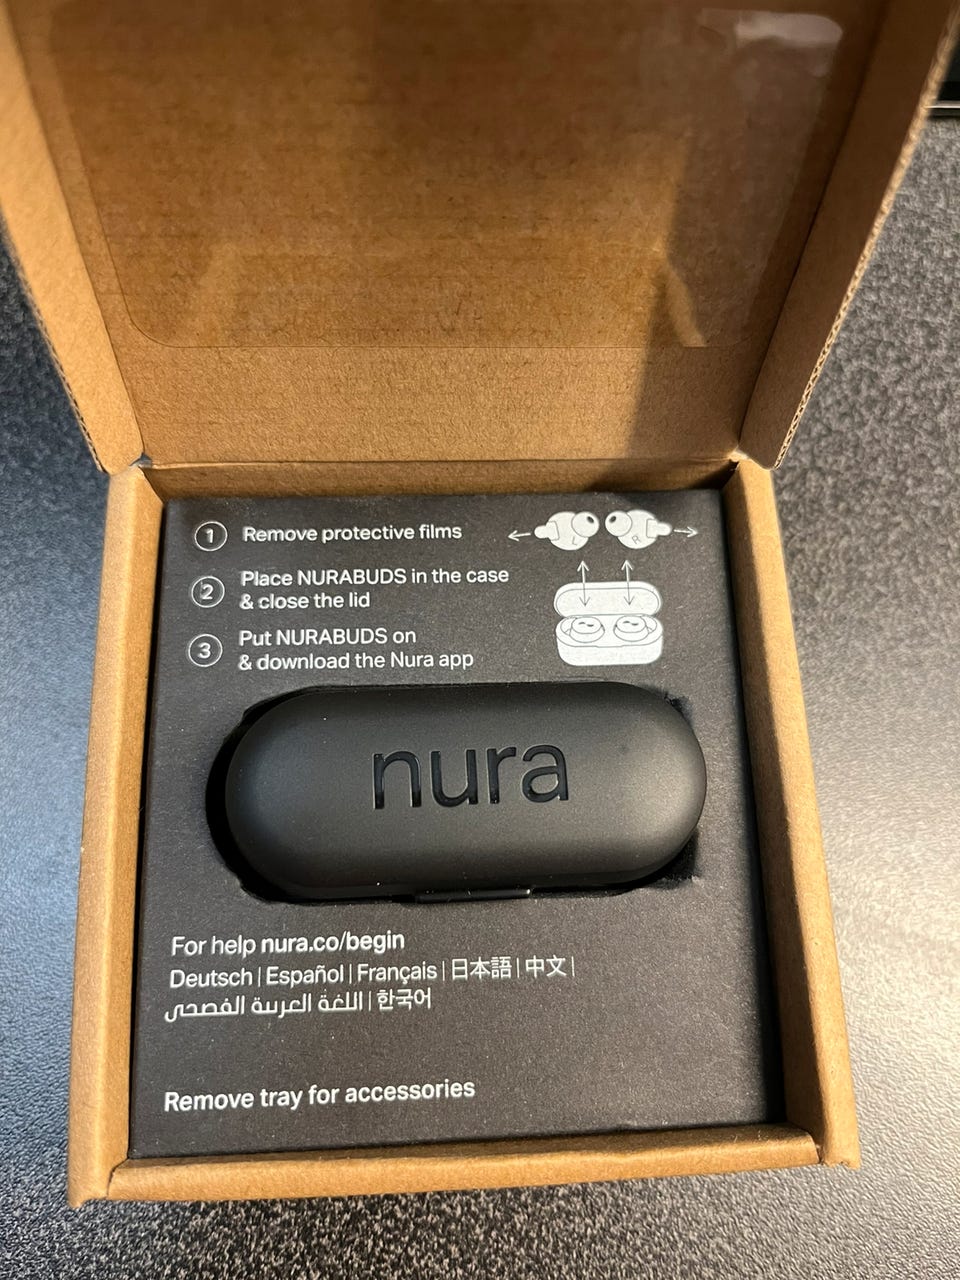 1 Remove protective films
2 Place NURABUDS in the case
& close the lid
3 Put NURABUDS on
& download the Nura app
L R
nura
For help nura.co/begin
Deutsch | Español | Français | 日本語 | 中文 |
اللغة العربية الفصحى | 한국어
Remove tray for accessories